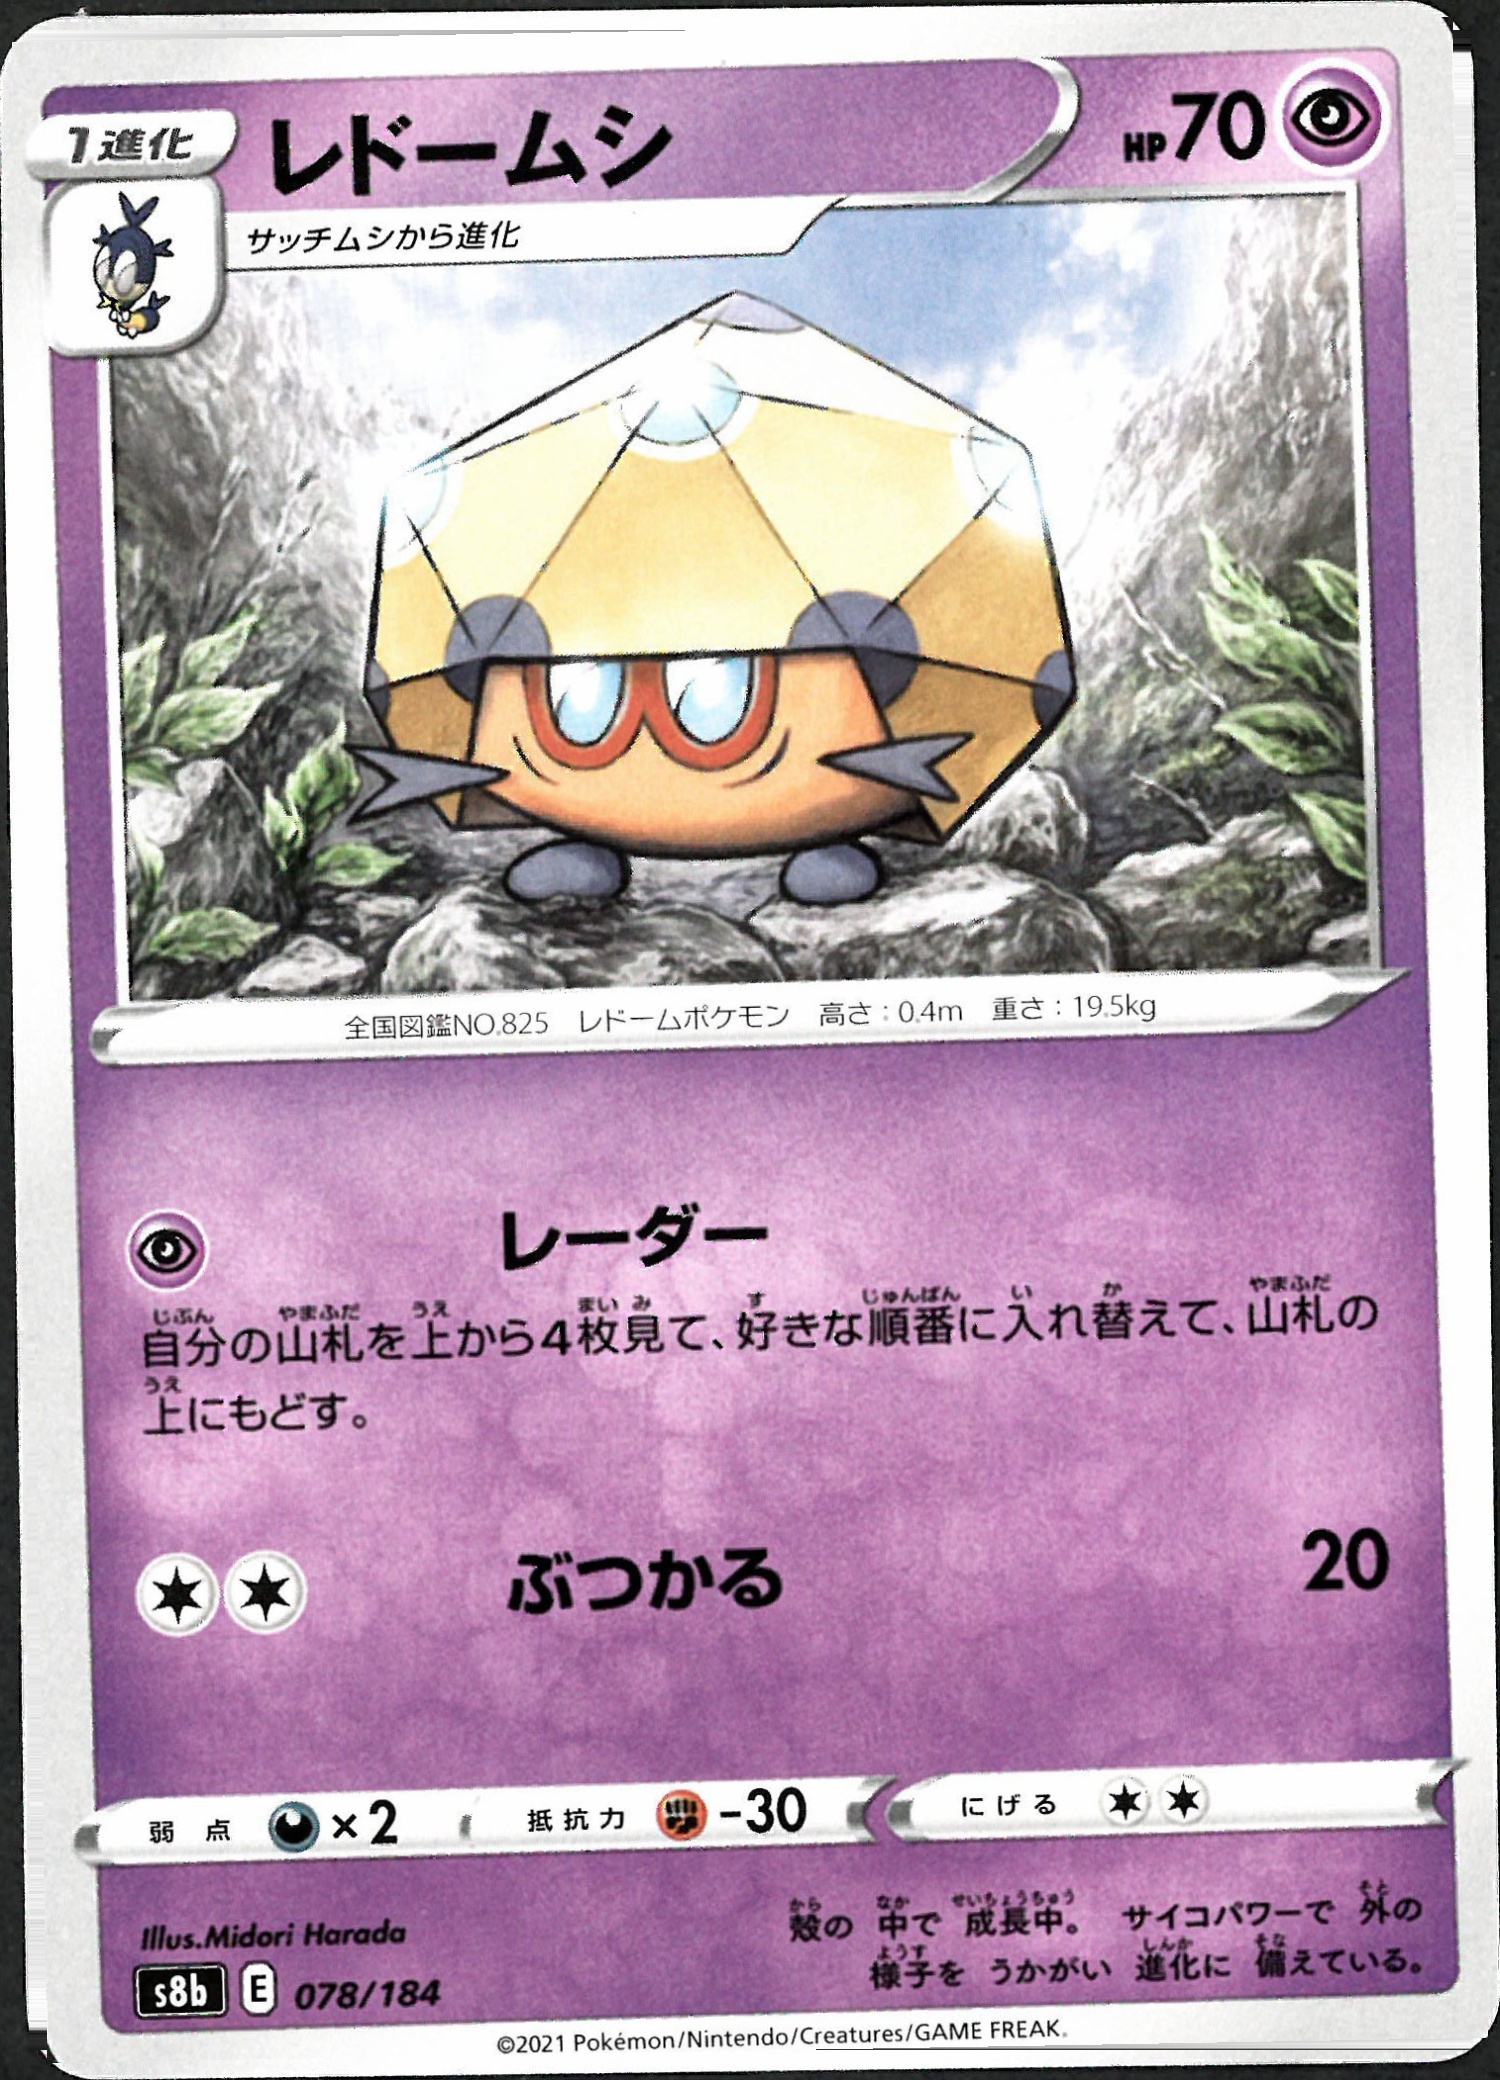 1進化
レドームシ
HP70
サッチムシから進化
全国図鑑NO.825 レドームポケモン 高さ:0.4m 重さ:19.5kg
レーダー
自分の山札を上から4枚見て、好きな順番に入れ替えて、山札の
上にもどす。
ぶつかる 20
弱点 ×2 抵抗力 -30 にげる
Illus.Midori Harada
殻の 中で 成長中。 サイコパワーで 外の
様子を うかがい 進化に 備えている。
s8b E 078/184
©2021 Pokémon/Nintendo/Creatures/GAME FREAK.